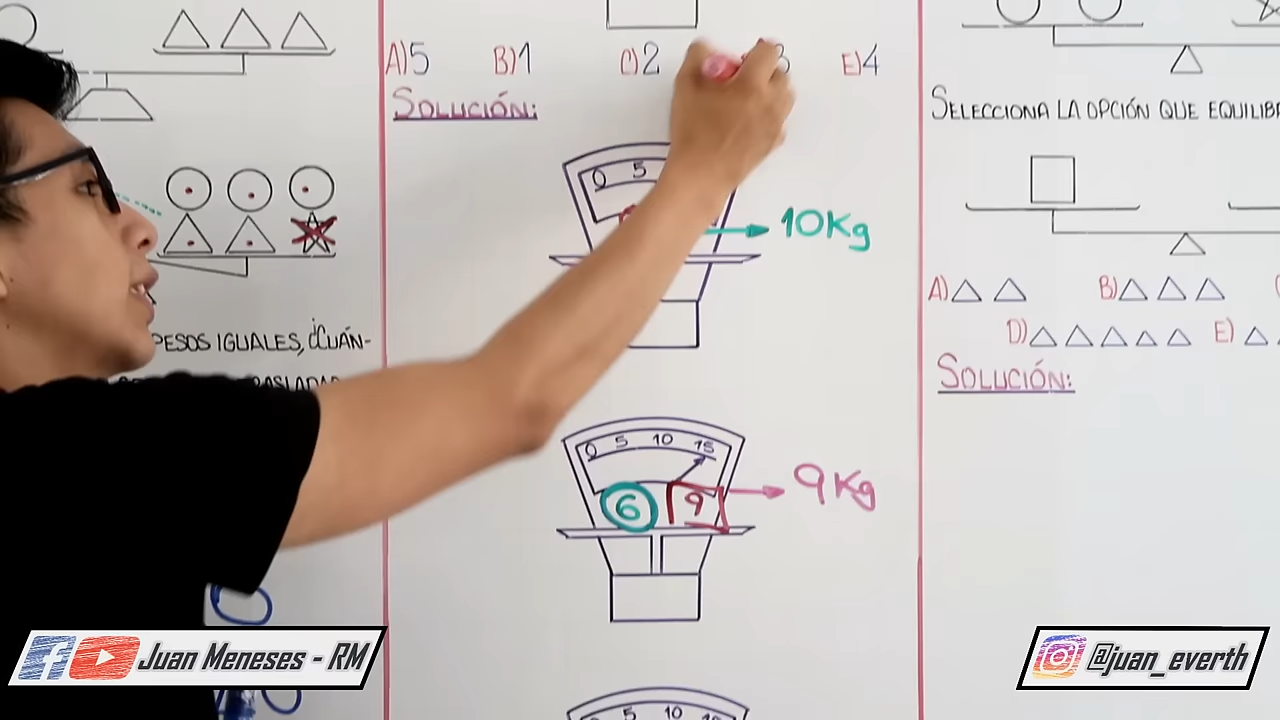 A)5 B)1 C)2 3 E)4
SOLUCIÓN:
0 5
10Kg
PESOS IGUALES, ¿CUÁN-
0 5 10 15
6 9
9Kg
5 10
SELECCIONA LA OPCIÓN QUE EQUILIB
A) B)
D) E)
SOLUCIÓN:
Juan Meneses - RM
@juan_everth